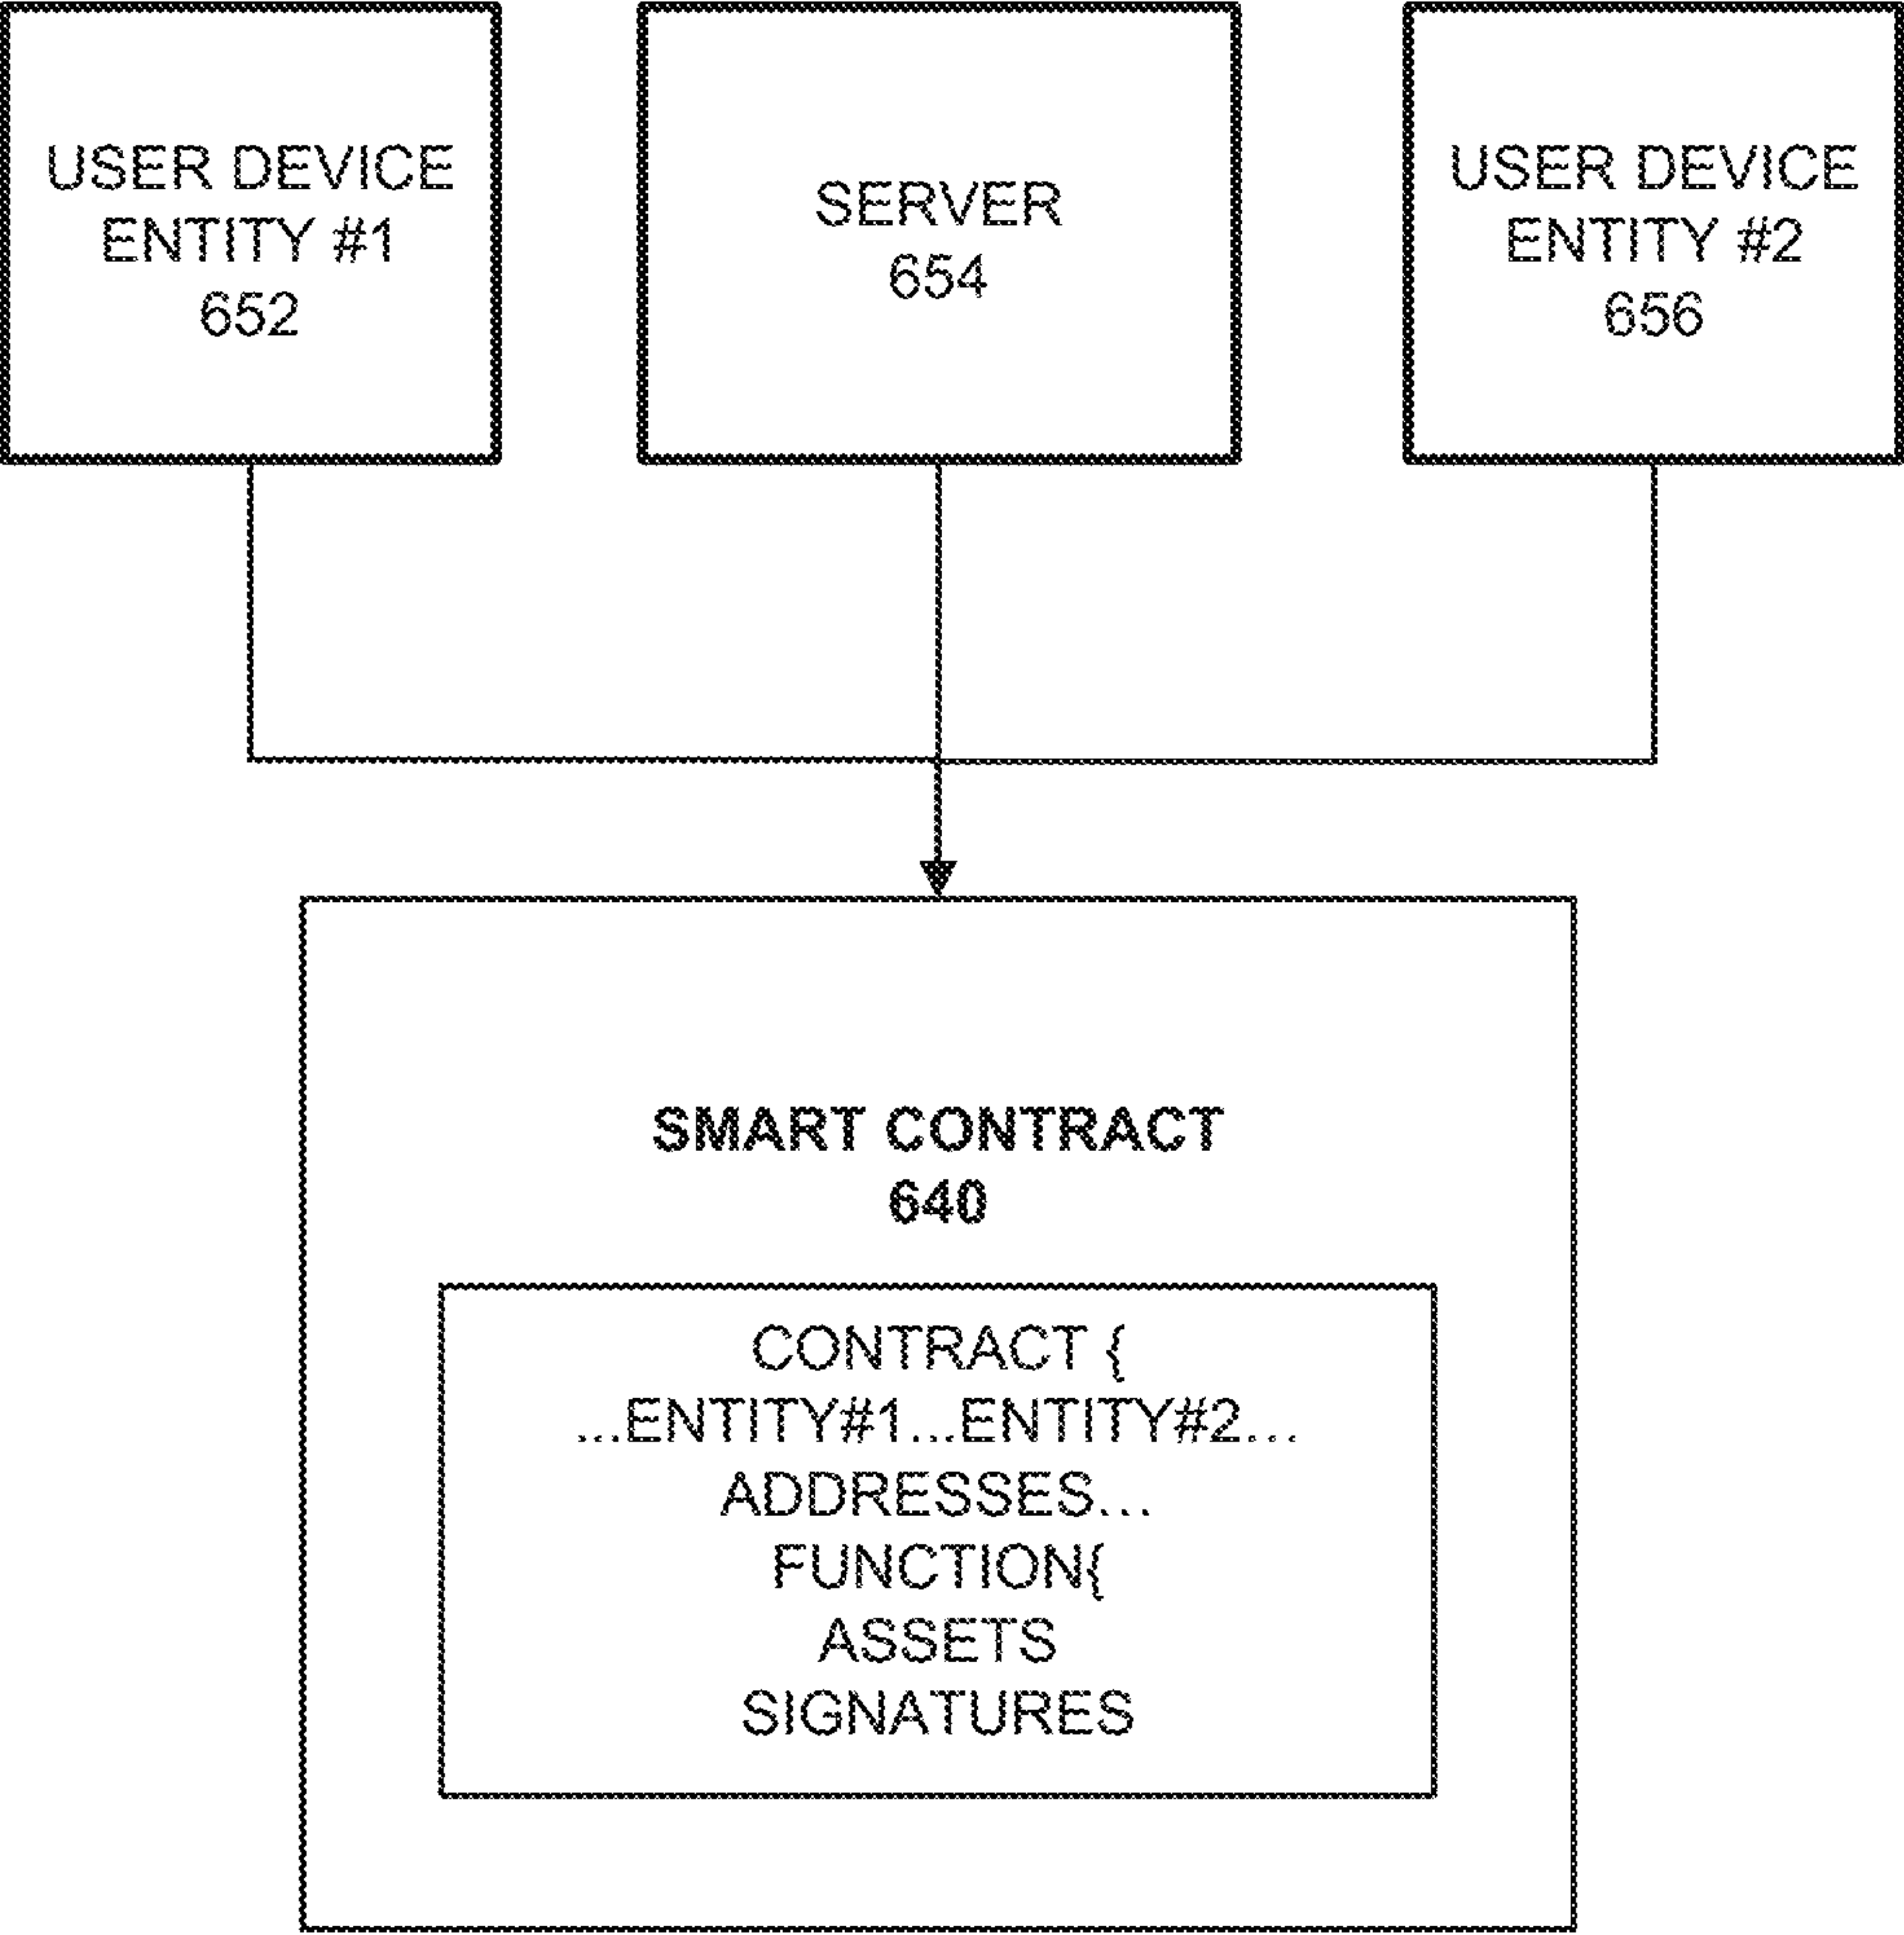 USER DEVICE
ENTITY #1
652
SERVER
654
USER DEVICE
ENTITY #2
656
SMART CONTRACT
640
CONTRACT {
...ENTITY#1...ENTITY#2...
ADDRESSES...
FUNCTION{
ASSETS
SIGNATURES